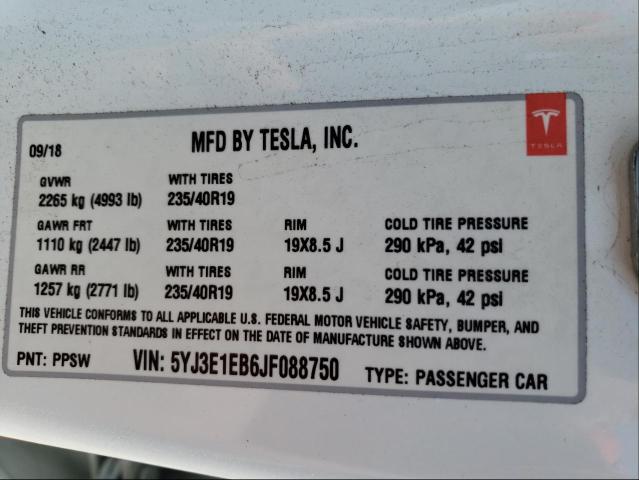 09/18 MFD BY TESLA, INC.
TESLA
GVWR WITH TIRES
2265 kg (4993 lb) 235/40R19
GAWR FRT WITH TIRES RIM COLD TIRE PRESSURE
1110 kg (2447 lb) 235/40R19 19X8.5 J 290 kPa, 42 psi
GAWR RR WITH TIRES RIM COLD TIRE PRESSURE
1257 kg (2771 lb) 235/40R19 19X8.5 J 290 kPa, 42 psi
THIS VEHICLE CONFORMS TO ALL APPLICABLE U.S. FEDERAL MOTOR VEHICLE SAFETY, BUMPER, AND
THEFT PREVENTION STANDARDS IN EFFECT ON THE DATE OF MANUFACTURE SHOWN ABOVE.
PNT: PPSW VIN: 5YJ3E1EB6JF088750 TYPE: PASSENGER CAR